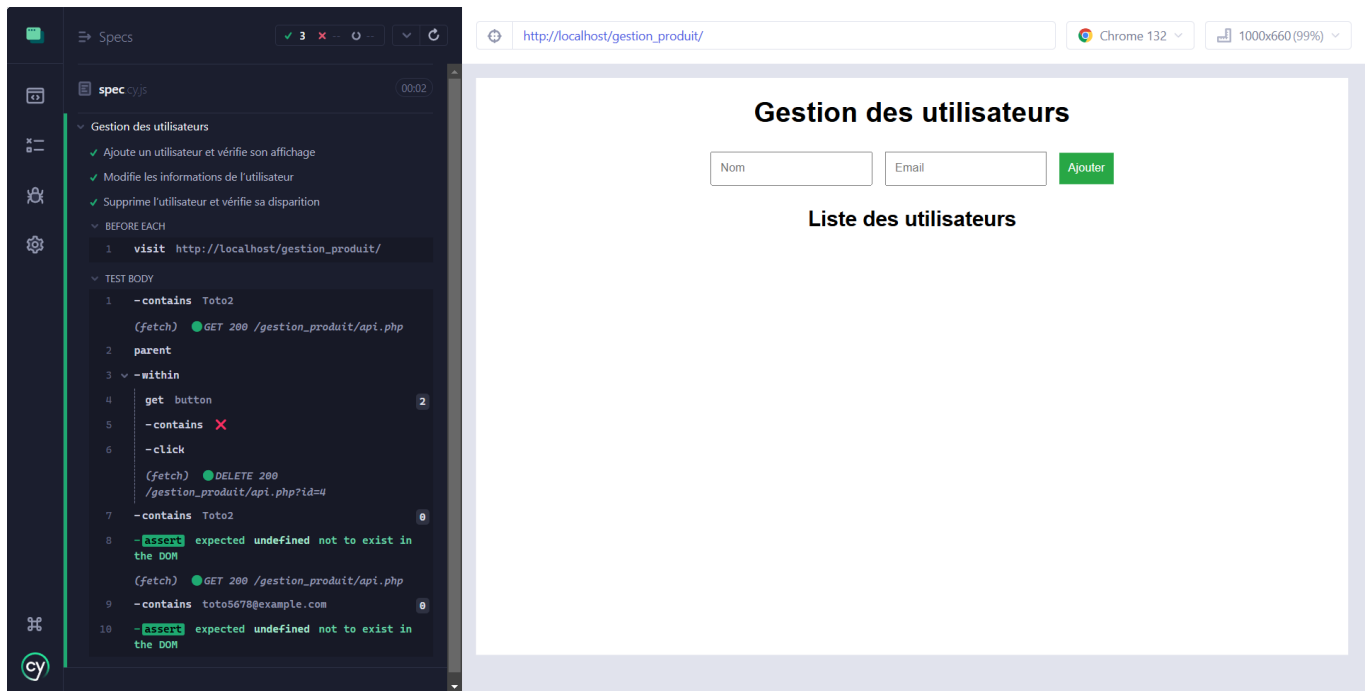 Specs
3 -- --
spec.cy.js 00:02
Gestion des utilisateurs
Ajoute un utilisateur et vérifie son affichage
Modifie les informations de l'utilisateur
Supprime l'utilisateur et vérifie sa disparition
BEFORE EACH
1 visit http://localhost/gestion_produit/
TEST BODY
1 -contains Toto2
(fetch) GET 200 /gestion_produit/api.php
2 parent
3 -within
4 get button 2
5 -contains ❌
6 -click
(fetch) DELETE 200
/gestion_produit/api.php?id=4
7 -contains Toto2 0
8 -assert expected undefined not to exist in
the DOM
(fetch) GET 200 /gestion_produit/api.php
9 -contains toto5678@example.com 0
10 -assert expected undefined not to exist in
the DOM
cy
http://localhost/gestion_produit/
Chrome 132
1000x660 (99%)
Gestion des utilisateurs
Nom
Email
Ajouter
Liste des utilisateurs